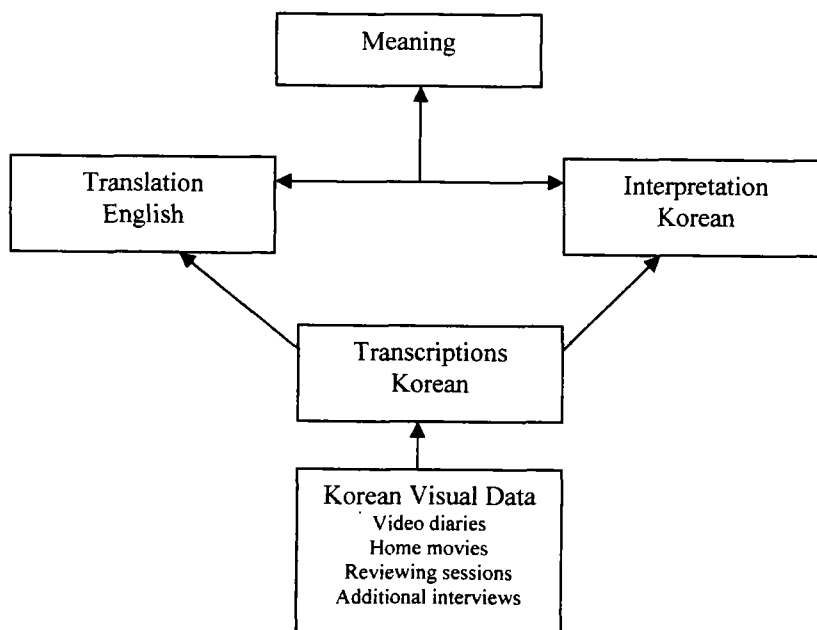 Meaning
Translation
English
Interpretation
Korean
Transcriptions
Korean
Korean Visual Data
Video diaries
Home movies
Reviewing sessions
Additional interviews